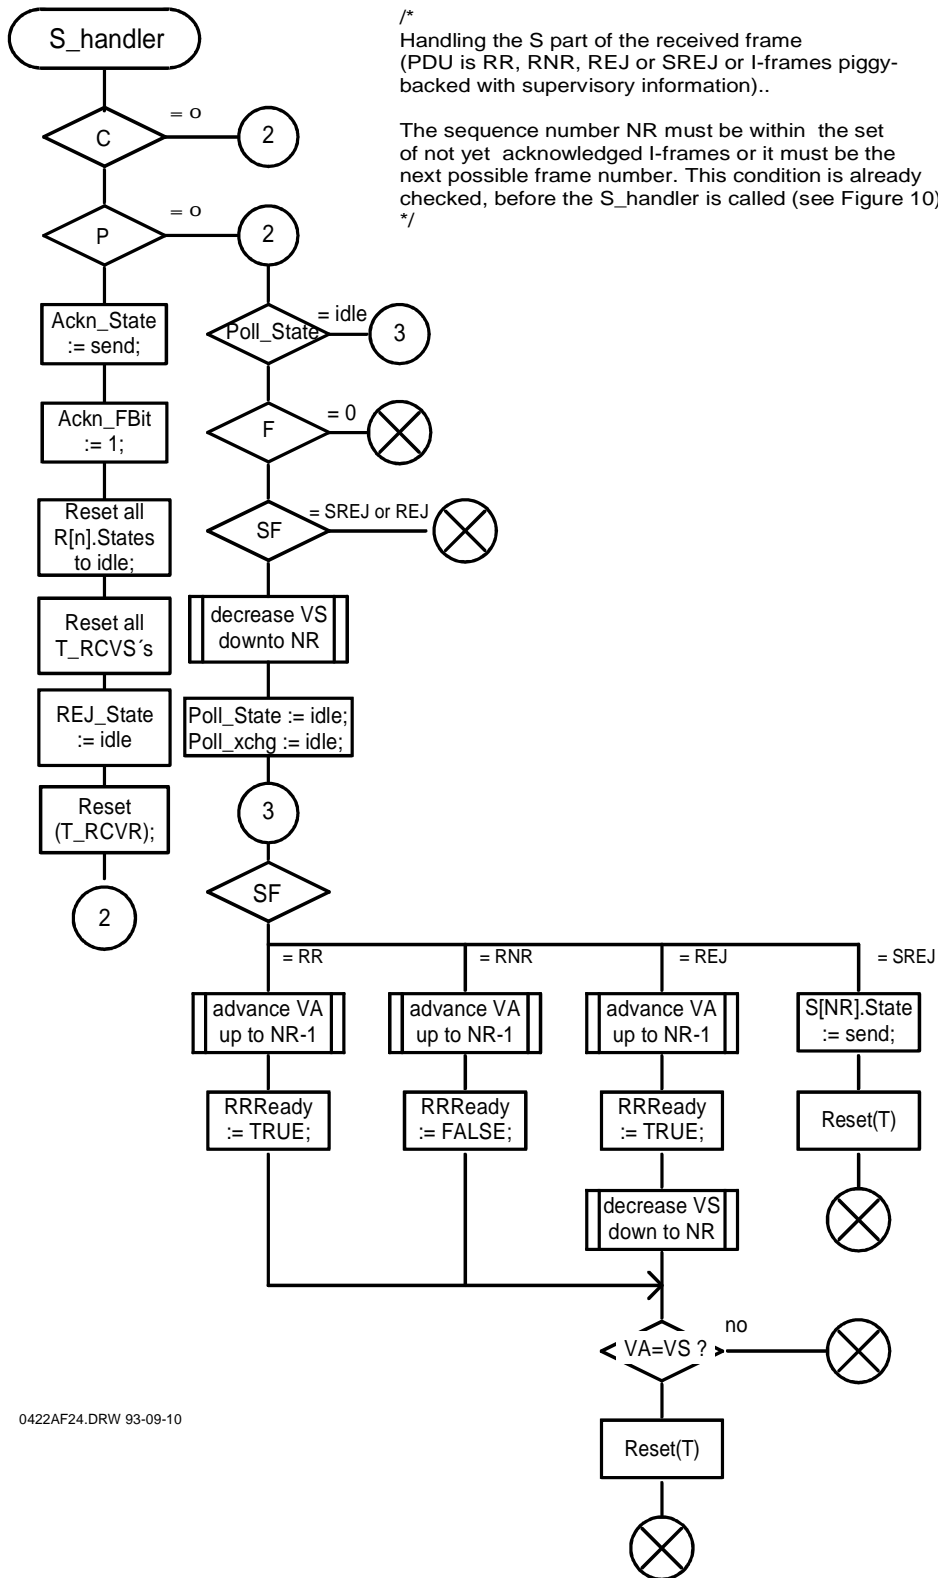 S_handler
/*
Handling the S part of the received frame
(PDU is RR, RNR, REJ or SREJ or I-frames piggy-
backed with supervisory information)..
The sequence number NR must be within the set
of not yet acknowledged I-frames or it must be the
next possible frame number. This condition is already
checked, before the S_handler is called (see Figure 10)
*/
C
= 0
2
P
= 0
2
Ackn_State
:= send;
Ackn_FBit
:= 1;
Reset all
R[n].States
to idle;
Reset all
T_RCVS´s
REJ_State
:= idle
Reset
(T_RCVR);
2
Poll_State
= idle
3
F
= 0
SF
= SREJ or REJ
decrease VS
downto NR
Poll_State := idle;
Poll_xchg := idle;
3
SF
= RR
= RNR
= REJ
= SREJ
advance VA
up to NR-1
advance VA
up to NR-1
advance VA
up to NR-1
S[NR].State
:= send;
RRReady
:= TRUE;
RRReady
:= FALSE;
RRReady
:= TRUE;
Reset(T)
decrease VS
down to NR
VA=VS ?
no
Reset(T)
0422AF24.DRW 93-09-10